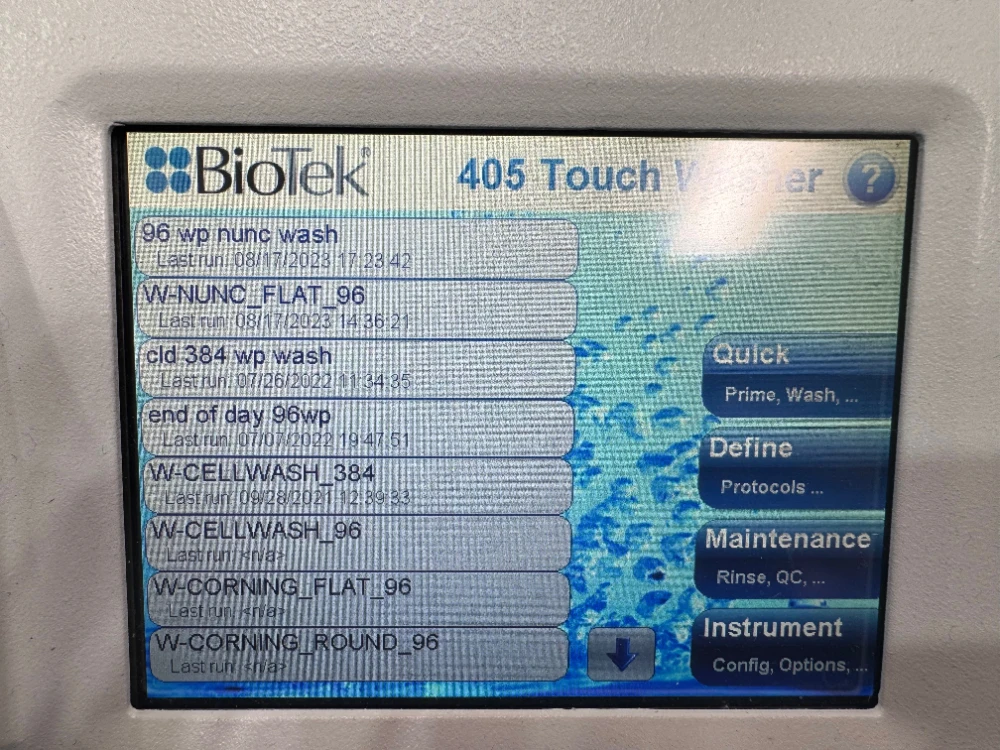 BioTek®
405 Touch Washer
?
96 wp nunc wash
Last run: 08/17/2023 17:23:42
W-NUNC_FLAT_96
Last run: 08/17/2023 14:36:21
cld 384 wp wash
Last run: 07/26/2022 11:34:35
end of day 96wp
Last run: 07/07/2022 19:47:51
W-CELLWASH_384
Last run: 09/28/2021 12:39:33
W-CELLWASH_96
Last run: <n/a>
W-CORNING_FLAT_96
Last run: <n/a>
W-CORNING_ROUND_96
Last run: <n/a>
Quick
Prime, Wash, ...
Define
Protocols ...
Maintenance
Rinse, QC, ...
Instrument
Config, Options, ...